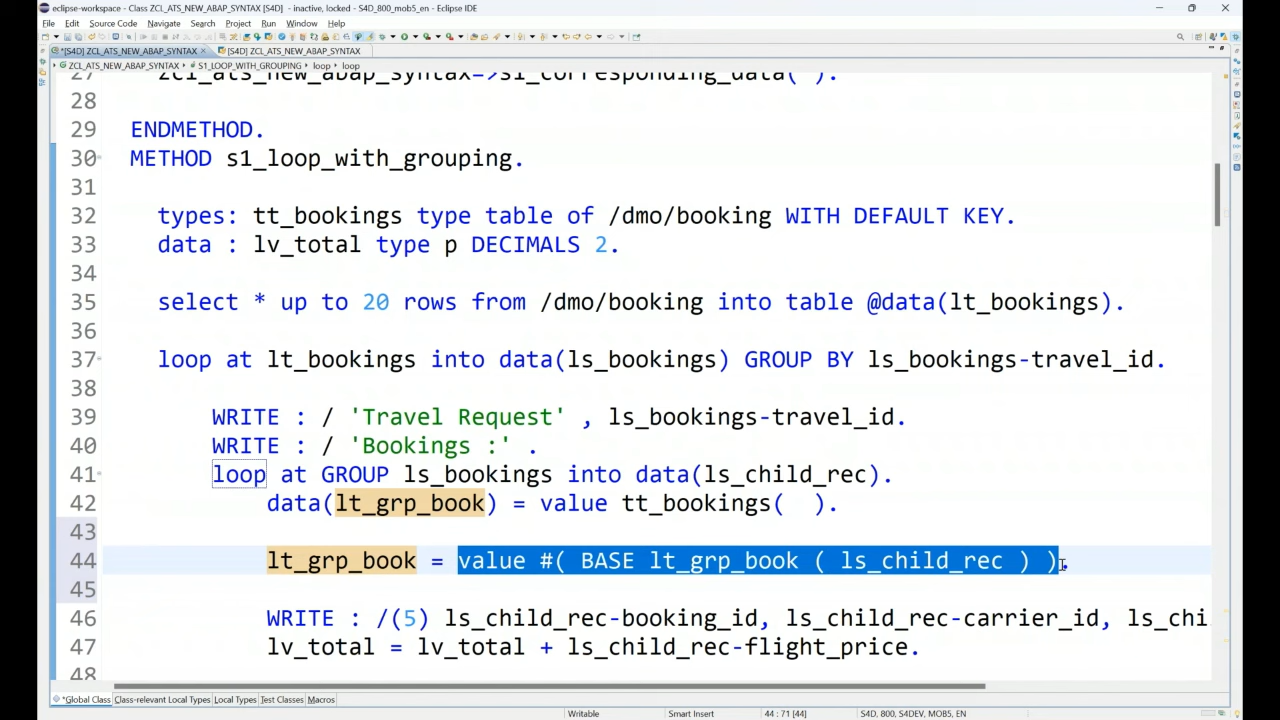 eclipse-workspace - Class ZCL_ATS_NEW_ABAP_SYNTAX [S4D] - inactive, locked - S4D_800_mob5_en - Eclipse IDE
File Edit Source Code Navigate Search Project Run Window Help
*[S4D] ZCL_ATS_NEW_ABAP_SYNTAX [S4D] ZCL_ATS_NEW_ABAP_SYNTAX
ZCL_ATS_NEW_ABAP_SYNTAX S1_LOOP_WITH_GROUPING loop loop
27 zcl_ats_new_abap_syntax=>s1_corresponding_data( ).
28
29 ENDMETHOD.
30 METHOD s1_loop_with_grouping.
31
32 types: tt_bookings type table of /dmo/booking WITH DEFAULT KEY.
33 data : lv_total type p DECIMALS 2.
34
35 select * up to 20 rows from /dmo/booking into table @data(lt_bookings).
36
37 loop at lt_bookings into data(ls_bookings) GROUP BY ls_bookings-travel_id.
38
39 WRITE : / 'Travel Request' , ls_bookings-travel_id.
40 WRITE : / 'Bookings :' .
41 loop at GROUP ls_bookings into data(ls_child_rec).
42 data(lt_grp_book) = value tt_bookings(  ).
43
44 lt_grp_book = value #( BASE lt_grp_book ( ls_child_rec ) ).
45
46 WRITE : /(5) ls_child_rec-booking_id, ls_child_rec-carrier_id, ls_chi
47 lv_total = lv_total + ls_child_rec-flight_price.
48
*Global Class Class-relevant Local Types Local Types Test Classes Macros
Writable Smart Insert 44 : 71 [44] S4D, 800, S4DEV, MOB5, EN